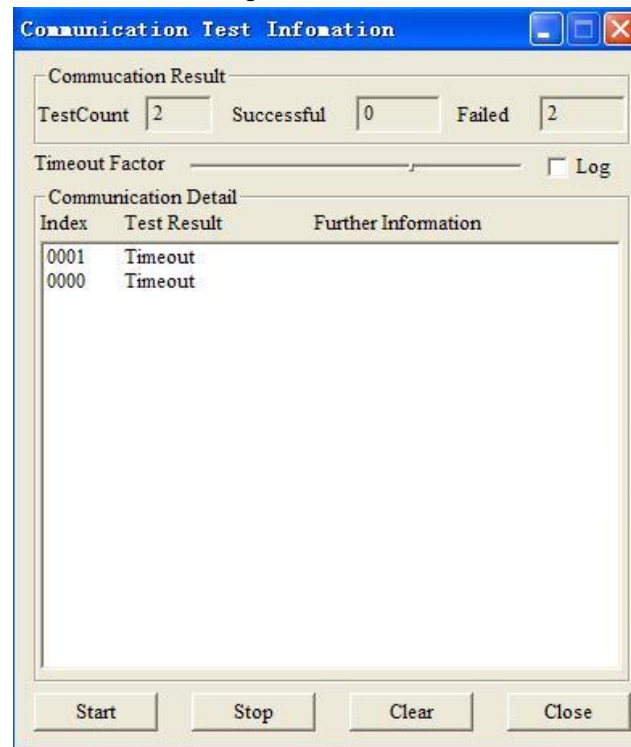 Communication Test Infomation
Commucation Result
TestCount 2 Successful 0 Failed 2
Timeout Factor Log
Communication Detail
Index Test Result Further Information
0001 Timeout
0000 Timeout
Start Stop Clear Close